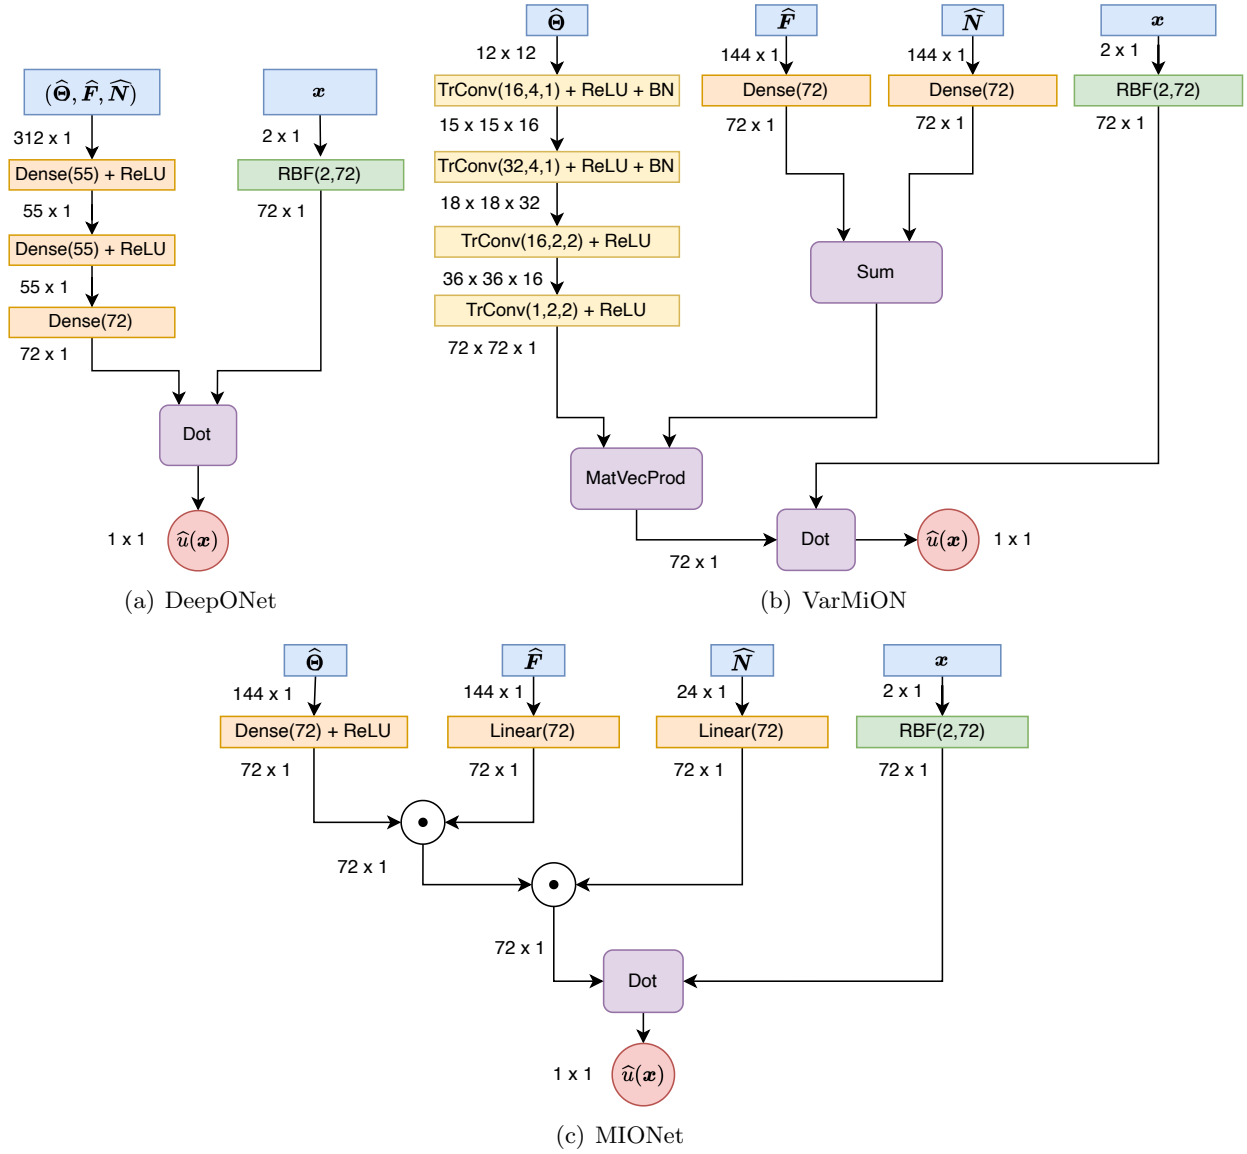 (Θ̂, F̂, N̂)
x
312 x 1
2 x 1
Dense(55) + ReLU
RBF(2,72)
55 x 1
72 x 1
Dense(55) + ReLU
55 x 1
Dense(72)
72 x 1
Dot
1 x 1
û(x)
(a) DeepONet
Θ̂
F̂
N̂
x
12 x 12
144 x 1
144 x 1
2 x 1
TrConv(16,4,1) + ReLU + BN
Dense(72)
Dense(72)
RBF(2,72)
15 x 15 x 16
72 x 1
72 x 1
72 x 1
TrConv(32,4,1) + ReLU + BN
18 x 18 x 32
TrConv(16,2,2) + ReLU
Sum
36 x 36 x 16
TrConv(1,2,2) + ReLU
72 x 72 x 1
MatVecProd
72 x 1
Dot
û(x)
1 x 1
(b) VarMiON
Θ̂
F̂
N̂
x
144 x 1
144 x 1
24 x 1
2 x 1
Dense(72) + ReLU
Linear(72)
Linear(72)
RBF(2,72)
72 x 1
72 x 1
72 x 1
72 x 1
72 x 1
72 x 1
Dot
1 x 1
û(x)
(c) MIONet